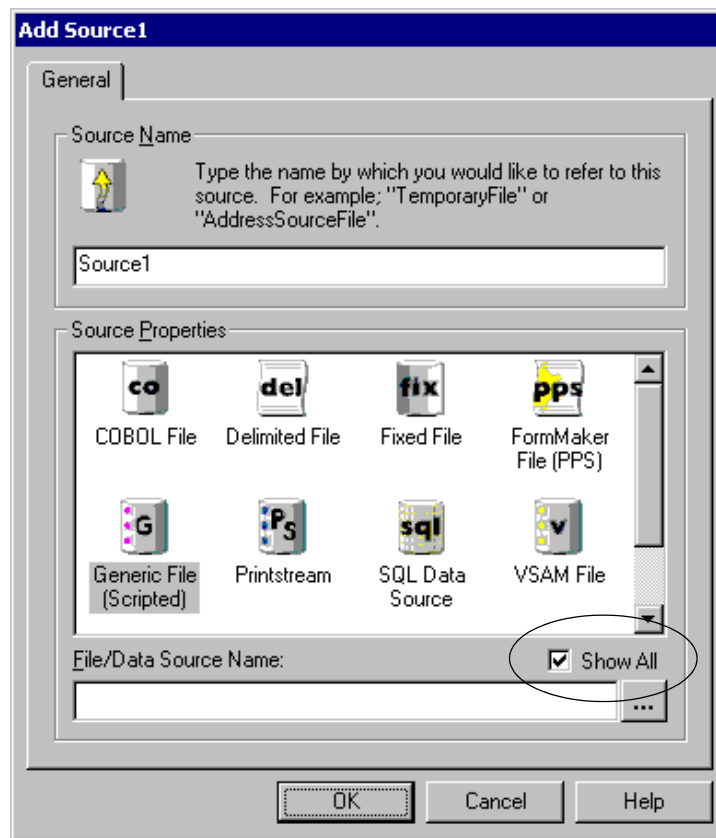 Add Source1
General
Source Name
Type the name by which you would like to refer to this
source. For example; "TemporaryFile" or
"AddressSourceFile".
Source1
Source Properties
co del fix pps
COBOL File Delimited File Fixed File FormMaker
File (PPS)
G Ps sql v
Generic File Printstream SQL Data VSAM File
(Scripted) Source
File/Data Source Name: Show All
...
OK Cancel Help